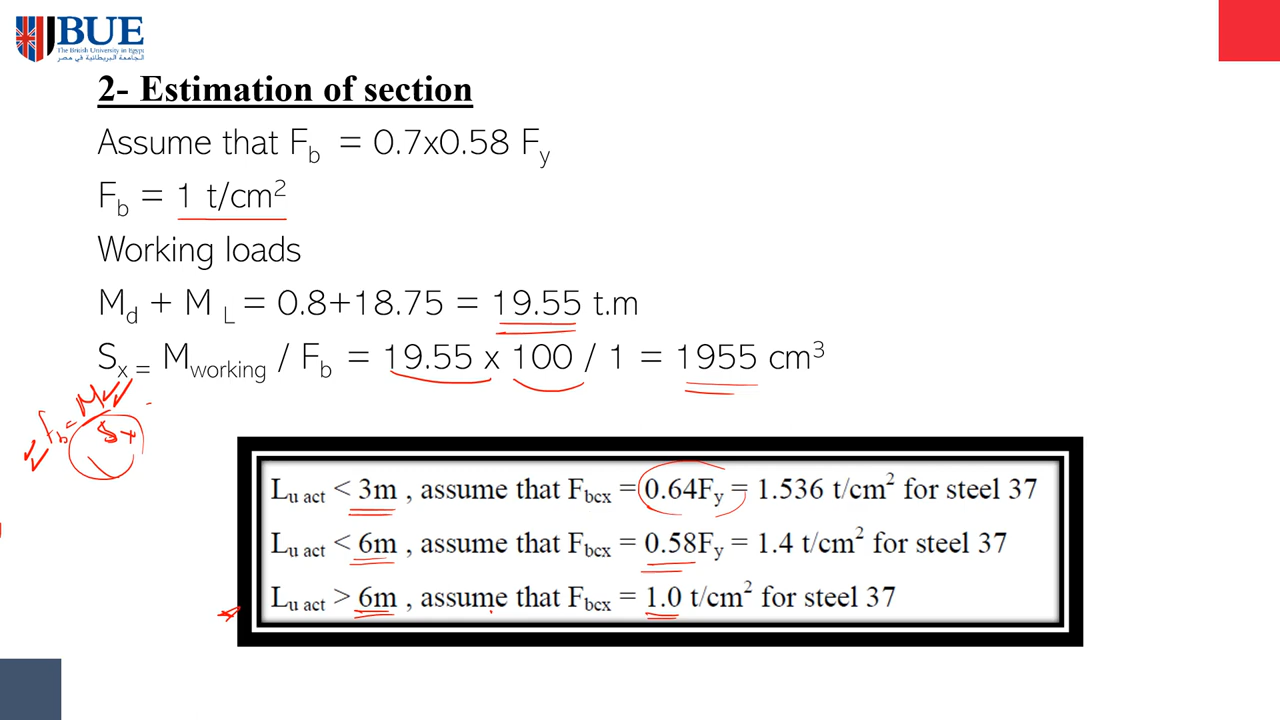 BUE
The British University in Egypt
الجامعة البريطانية في مصر
2- Estimation of section
Assume that F_b = 0.7x0.58 F_y
F_b = 1 t/cm²
Working loads
M_d + M_L = 0.8+18.75 = 19.55 t.m
S_x = M_working / F_b = 19.55 x 100 / 1 = 1955 cm³
f_b = M
S_x
L_u act < 3m , assume that F_bcx = 0.64F_y = 1.536 t/cm² for steel 37
L_u act < 6m , assume that F_bcx = 0.58F_y = 1.4 t/cm² for steel 37
L_u act > 6m , assume that F_bcx = 1.0 t/cm² for steel 37